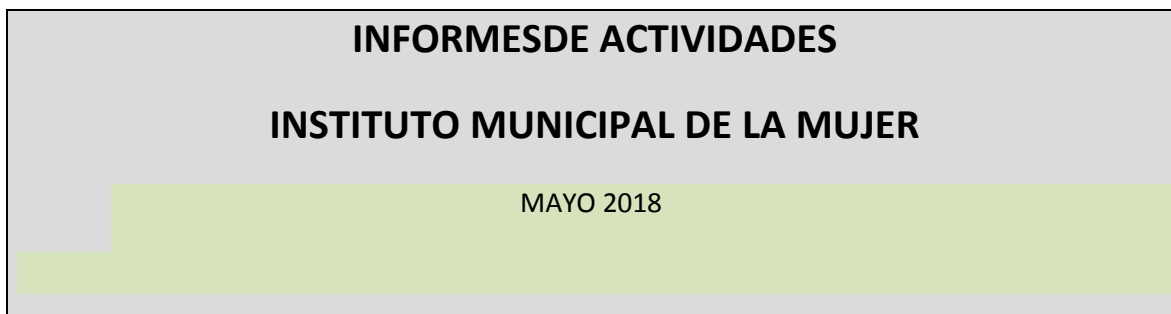 INFORMESDE ACTIVIDADES
INSTITUTO MUNICIPAL DE LA MUJER
MAYO 2018